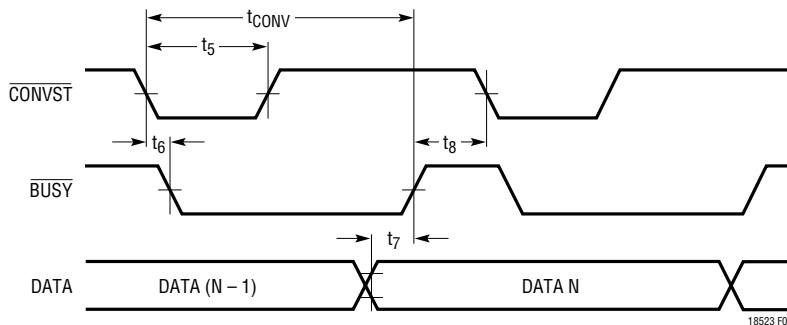 tCONV
t5
CONVST
t6
t8
BUSY
t7
DATA
DATA (N – 1)
DATA N
18523 F0